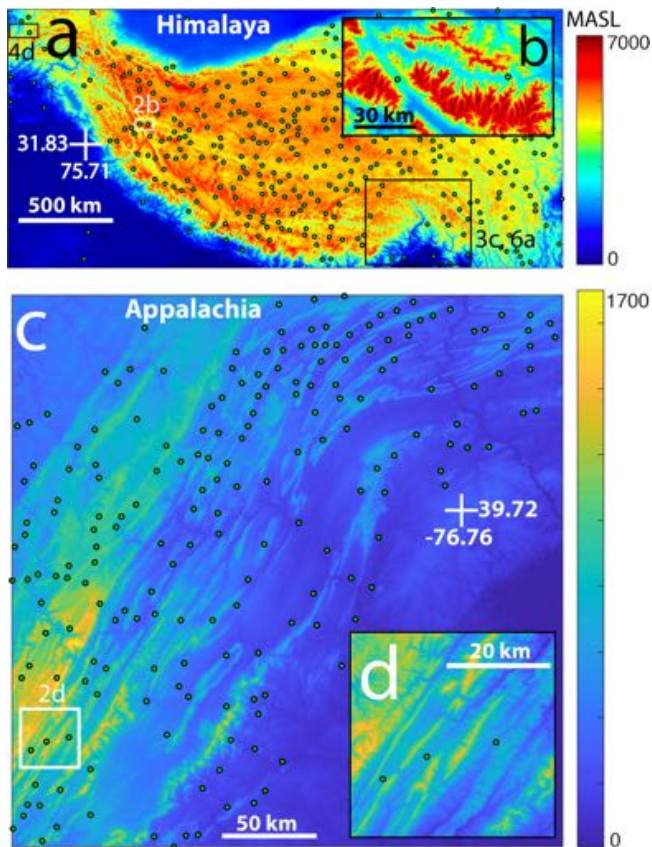 a
Himalaya
b
MASL
7000
4d
2b
31.83
75.71
30 km
500 km
3c, 6a
0
c
Appalachia
1700
39.72
-76.76
20 km
d
2d
50 km
0